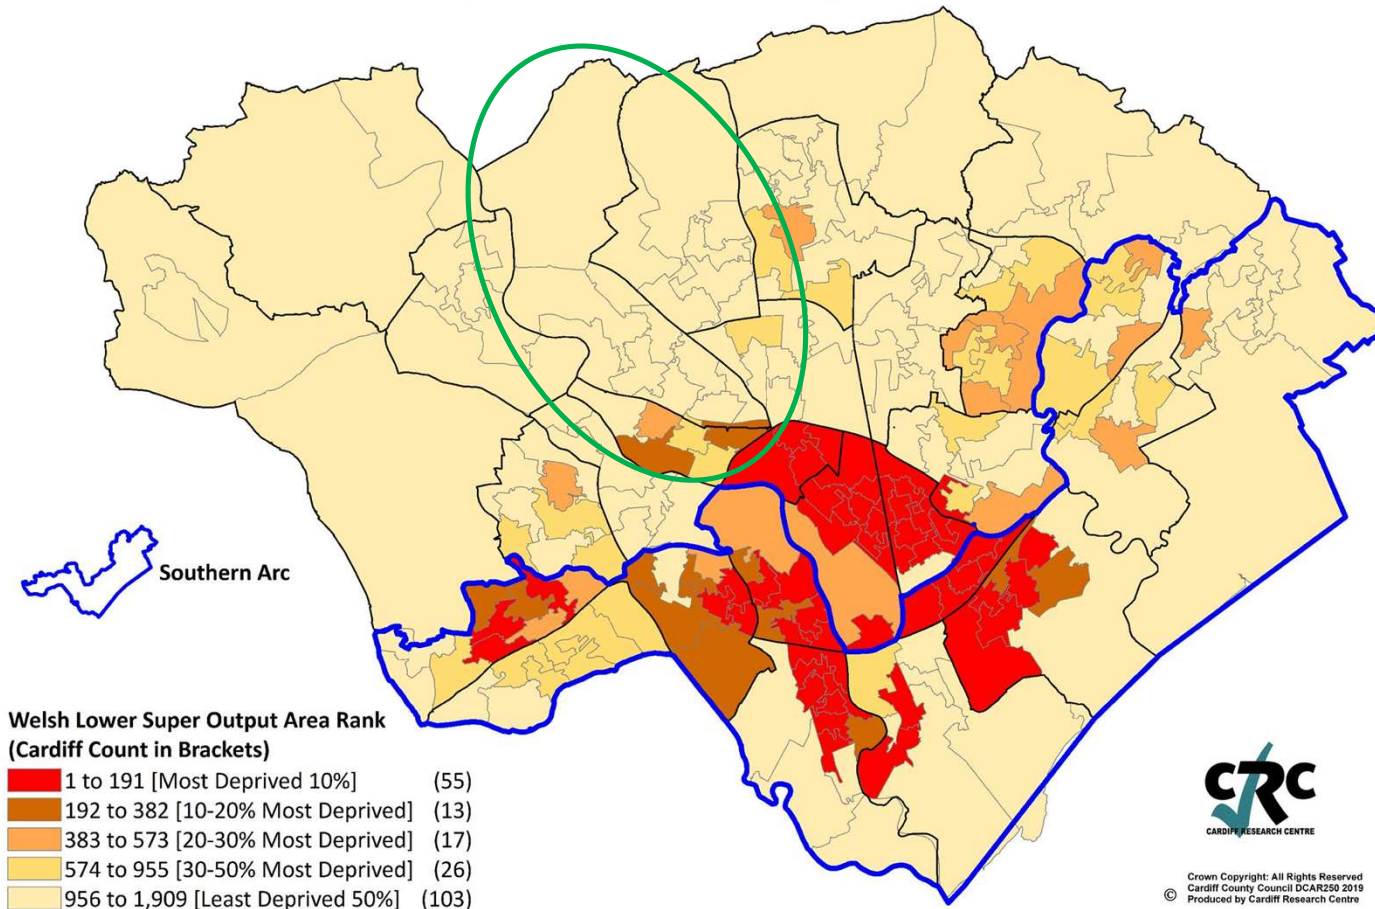 Southern Arc
Welsh Lower Super Output Area Rank
(Cardiff Count in Brackets)
1 to 191 [Most Deprived 10%] (55)
192 to 382 [10-20% Most Deprived] (13)
383 to 573 [20-30% Most Deprived] (17)
574 to 955 [30-50% Most Deprived] (26)
956 to 1,909 [Least Deprived 50%] (103)
CRC
CARDIFF RESEARCH CENTRE
Crown Copyright: All Rights Reserved
Cardiff County Council DCAR250 2019
© Produced by Cardiff Research Centre